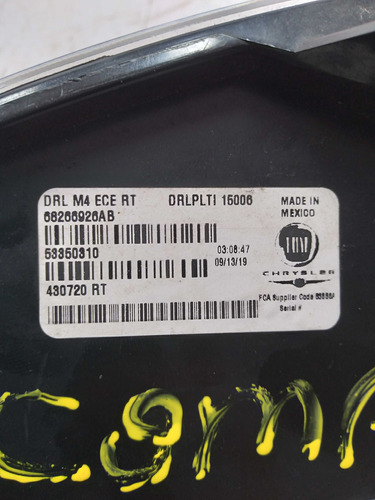 DRL M4 ECE RT DRLPLTI 15006
68266926AB
53350310
430720 RT
MADE IN
MEXICO
03:08:47
09/13/19
CHRYSLER
FCA Supplier Code
Serial #